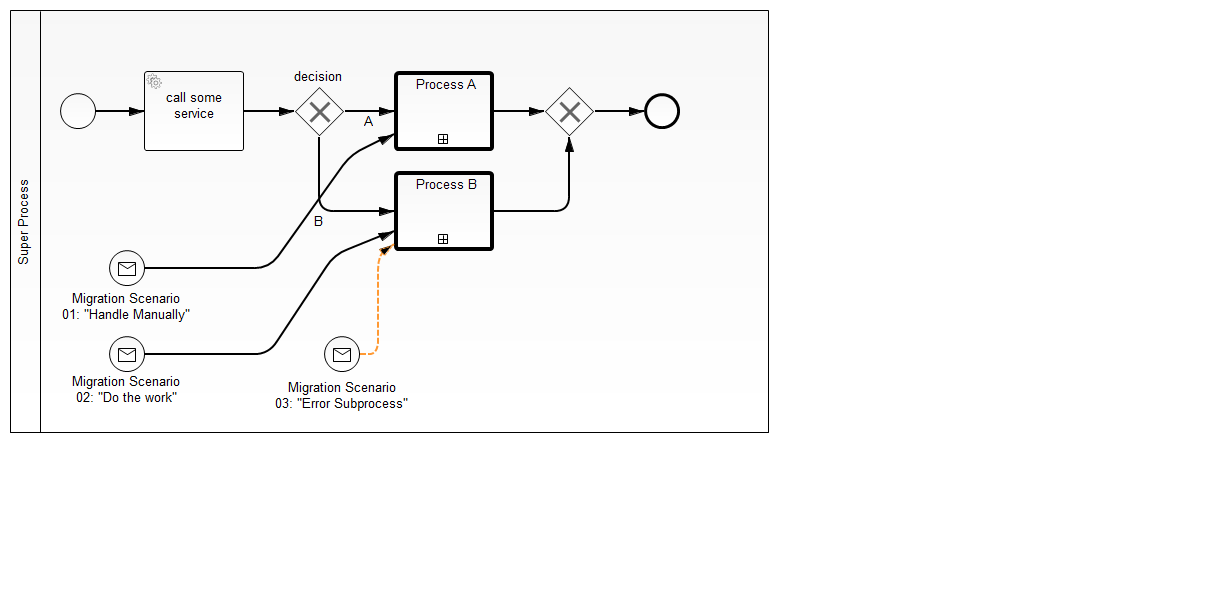 decision
Process A
call some
service
A
Process B
Super Process
B
Migration Scenario
01: "Handle Manually"
Migration Scenario
02: "Do the work"
Migration Scenario
03: "Error Subprocess"